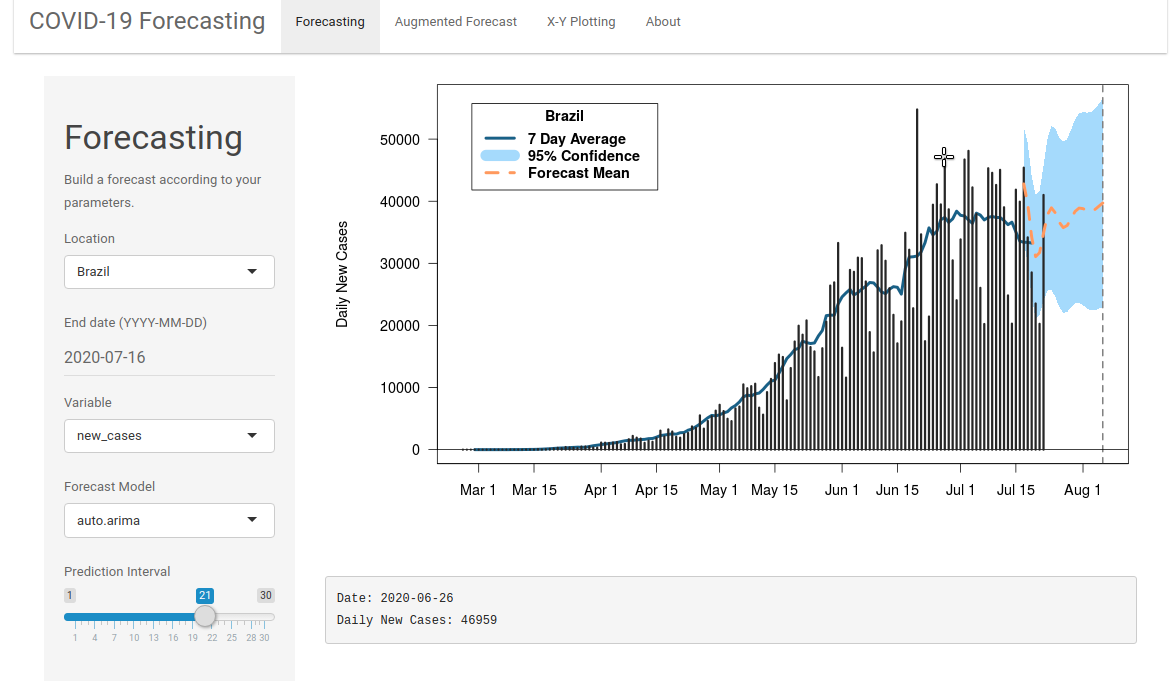 COVID-19 Forecasting
Forecasting
Augmented Forecast
X-Y Plotting
About
Forecasting
Build a forecast according to your
parameters.
Location
Brazil
End date (YYYY-MM-DD)
2020-07-16
Variable
new_cases
Forecast Model
auto.arima
Prediction Interval
1 21 30
1 4 7 10 13 16 19 22 25 28 30
Brazil
7 Day Average
95% Confidence
Forecast Mean
Daily New Cases
50000
40000
30000
20000
10000
0
Mar 1 Mar 15 Apr 1 Apr 15 May 1 May 15 Jun 1 Jun 15 Jul 1 Jul 15 Aug 1
Date: 2020-06-26
Daily New Cases: 46959